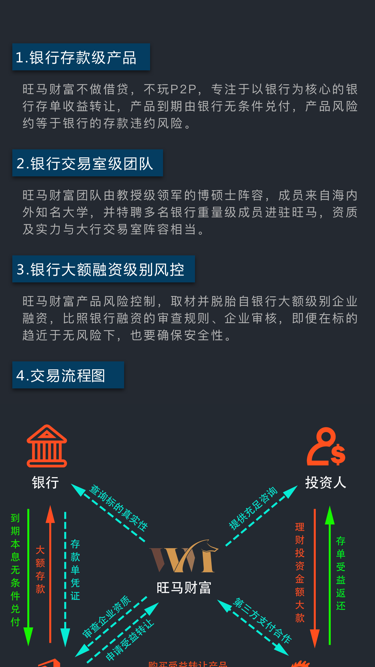 1.银行存款级产品
旺马财富不做借贷，不玩P2P，专注于以银行为核心的银
行存单收益转让，产品到期由银行无条件兑付，产品风险
约等于银行的存款违约风险。
2.银行交易室级团队
旺马财富团队由教授级领军的博硕士阵容，成员来自海内
外知名大学，并特聘多名银行重量级成员进驻旺马，资质
及实力与大行交易室阵容相当。
3.银行大额融资级别风控
旺马财富产品风险控制，取材并脱胎自银行大额级别企业
融资，比照银行融资的审查规则、企业审核，即便在标的
趋近于无风险下，也要确保安全性。
4.交易流程图
银行
投资人
查询标的真实性
提供充足咨询
到期本息无条件兑付
大额存款
存款单凭证
旺马财富
理财投资金额大款
存单受益返还
审查企业资质
申请受益转让
第三方支付合作
购买受益转让产品